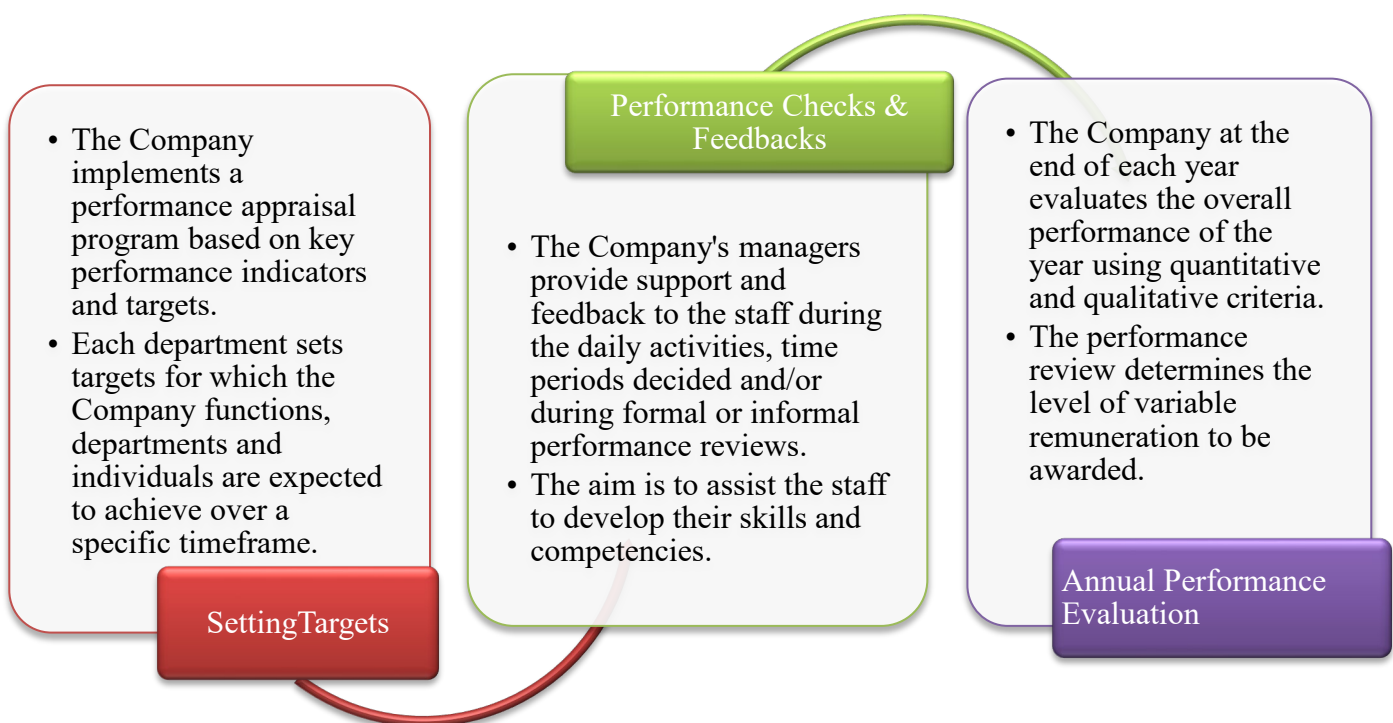 • The Company
implements a
performance appraisal
program based on key
performance indicators
and targets.
• Each department sets
targets for which the
Company functions,
departments and
individuals are expected
to achieve over a
specific timeframe.
SettingTargets
Performance Checks &
Feedbacks
• The Company's managers
provide support and
feedback to the staff during
the daily activities, time
periods decided and/or
during formal or informal
performance reviews.
• The aim is to assist the staff
to develop their skills and
competencies.
• The Company at the
end of each year
evaluates the overall
performance of the
year using quantitative
and qualitative criteria.
• The performance
review determines the
level of variable
remuneration to be
awarded.
Annual Performance
Evaluation